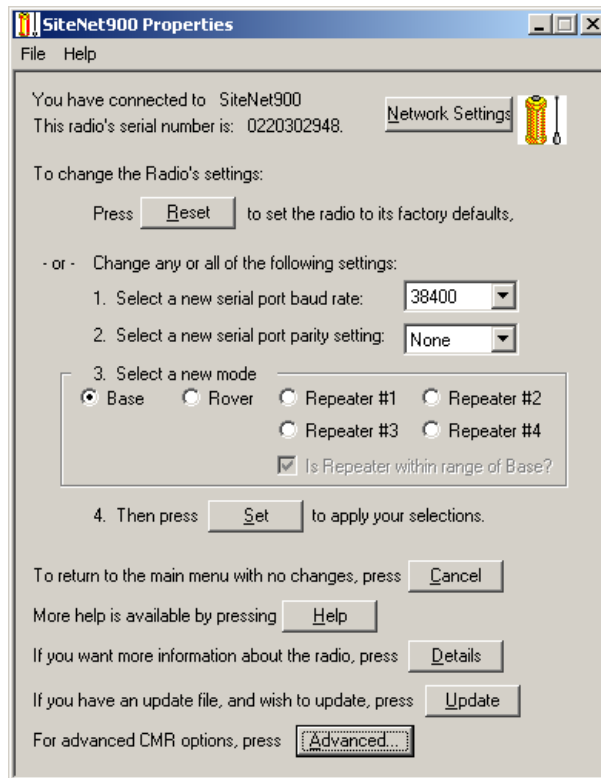 SiteNet900 Properties
File Help
You have connected to SiteNet900
This radio's serial number is: 0220302948.
Network Settings
To change the Radio's settings:
Press Reset to set the radio to its factory defaults,
- or - Change any or all of the following settings:
1. Select a new serial port baud rate: 38400
2. Select a new serial port parity setting: None
3. Select a new mode
Base Rover Repeater #1 Repeater #2
Repeater #3 Repeater #4
Is Repeater within range of Base?
4. Then press Set to apply your selections.
To return to the main menu with no changes, press Cancel
More help is available by pressing Help
If you want more information about the radio, press Details
If you have an update file, and wish to update, press Update
For advanced CMR options, press Advanced...